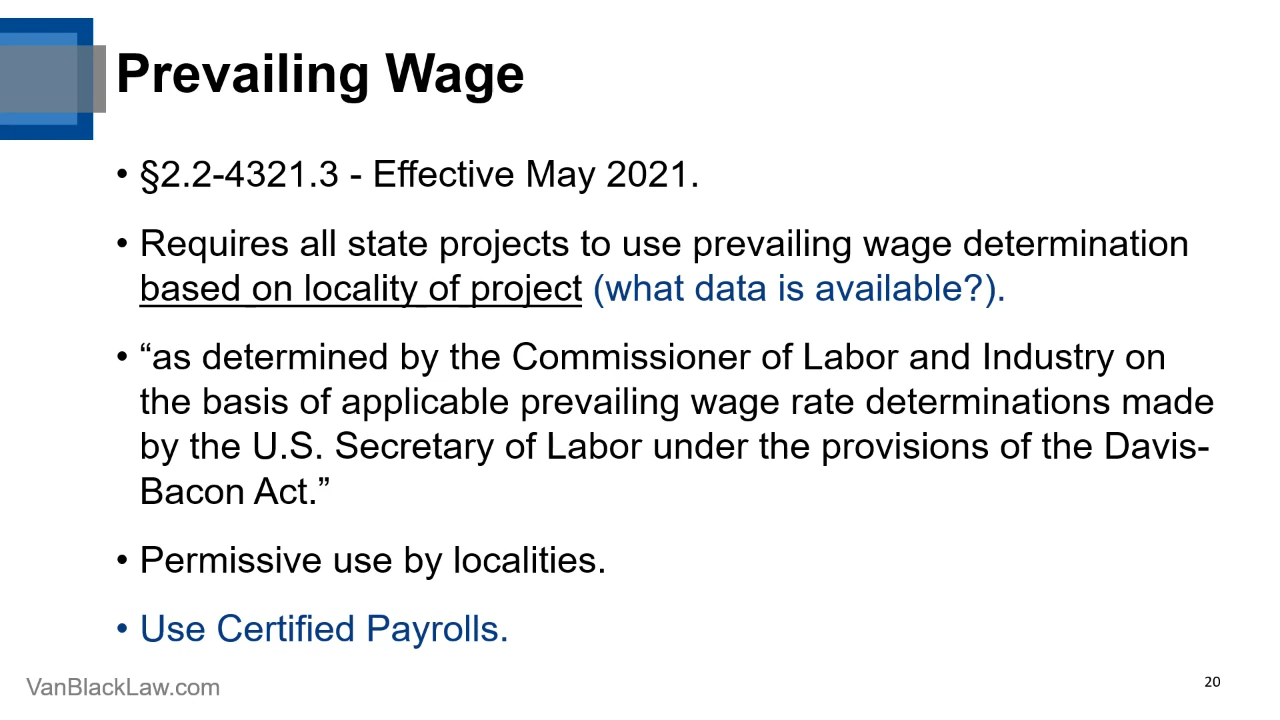 Prevailing Wage
• §2.2-4321.3 - Effective May 2021.
• Requires all state projects to use prevailing wage determination
based on locality of project (what data is available?).
• “as determined by the Commissioner of Labor and Industry on
the basis of applicable prevailing wage rate determinations made
by the U.S. Secretary of Labor under the provisions of the Davis-
Bacon Act.”
• Permissive use by localities.
• Use Certified Payrolls.
VanBlackLaw.com
20